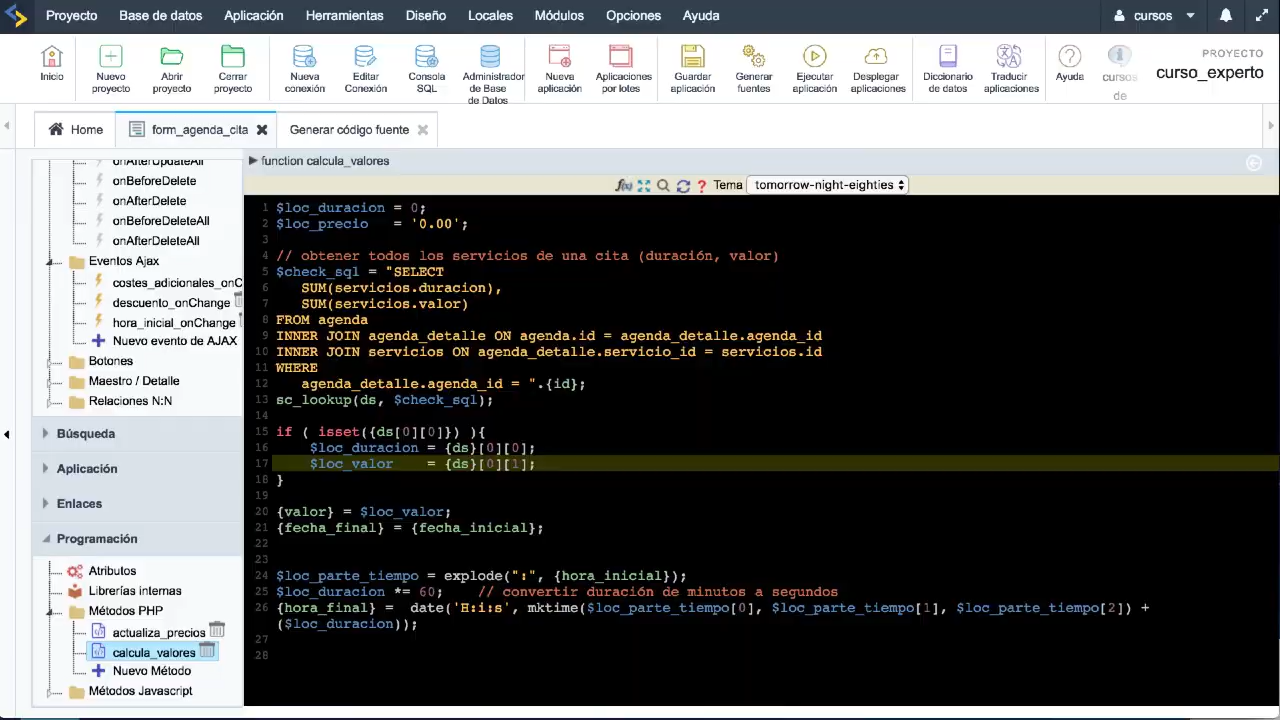 Proyecto Base de datos Aplicación Herramientas Diseño Locales Módulos Opciones Ayuda cursos
Inicio
Nuevo proyecto
Abrir proyecto
Cerrar proyecto
Nueva conexión
Editar Conexión
Consola SQL
Administrador de Base de Datos
Nueva aplicación
Aplicaciones por lotes
Guardar aplicación
Generar fuentes
Ejecutar aplicación
Desplegar aplicaciones
Diccionario de datos
Traducir aplicaciones
Ayuda
cursos de
PROYECTO
curso_experto
Home form_agenda_cita Generar código fuente
onAfterUpdateAll
onBeforeDelete
onAfterDelete
onBeforeDeleteAll
onAfterDeleteAll
Eventos Ajax
costes_adicionales_onC
descuento_onChange
hora_inicial_onChange
Nuevo evento de AJAX
Botones
Maestro / Detalle
Relaciones N:N
Búsqueda
Aplicación
Enlaces
Programación
Atributos
Librerías internas
Métodos PHP
actualiza_precios
calcula_valores
Nuevo Método
Métodos Javascript
function calcula_valores
f(x) ? Tema tomorrow-night-eighties
1 $loc_duracion = 0;
2 $loc_precio   = '0.00';
3
4 // obtener todos los servicios de una cita (duración, valor)
5 $check_sql = "SELECT
6    SUM(servicios.duracion),
7    SUM(servicios.valor)
8 FROM agenda
9 INNER JOIN agenda_detalle ON agenda.id = agenda_detalle.agenda_id
10 INNER JOIN servicios ON agenda_detalle.servicio_id = servicios.id
11 WHERE
12    agenda_detalle.agenda_id = ".{id};
13 sc_lookup(ds, $check_sql);
14
15 if ( isset({ds[0][0]}) ){
16     $loc_duracion = {ds}[0][0];
17     $loc_valor    = {ds}[0][1];
18 }
19
20 {valor} = $loc_valor;
21 {fecha_final} = {fecha_inicial};
22
23
24 $loc_parte_tiempo = explode(":", {hora_inicial});
25 $loc_duracion *= 60;    // convertir duración de minutos a segundos
26 {hora_final} =  date('H:i:s', mktime($loc_parte_tiempo[0], $loc_parte_tiempo[1], $loc_parte_tiempo[2]) +
($loc_duracion));
27
28